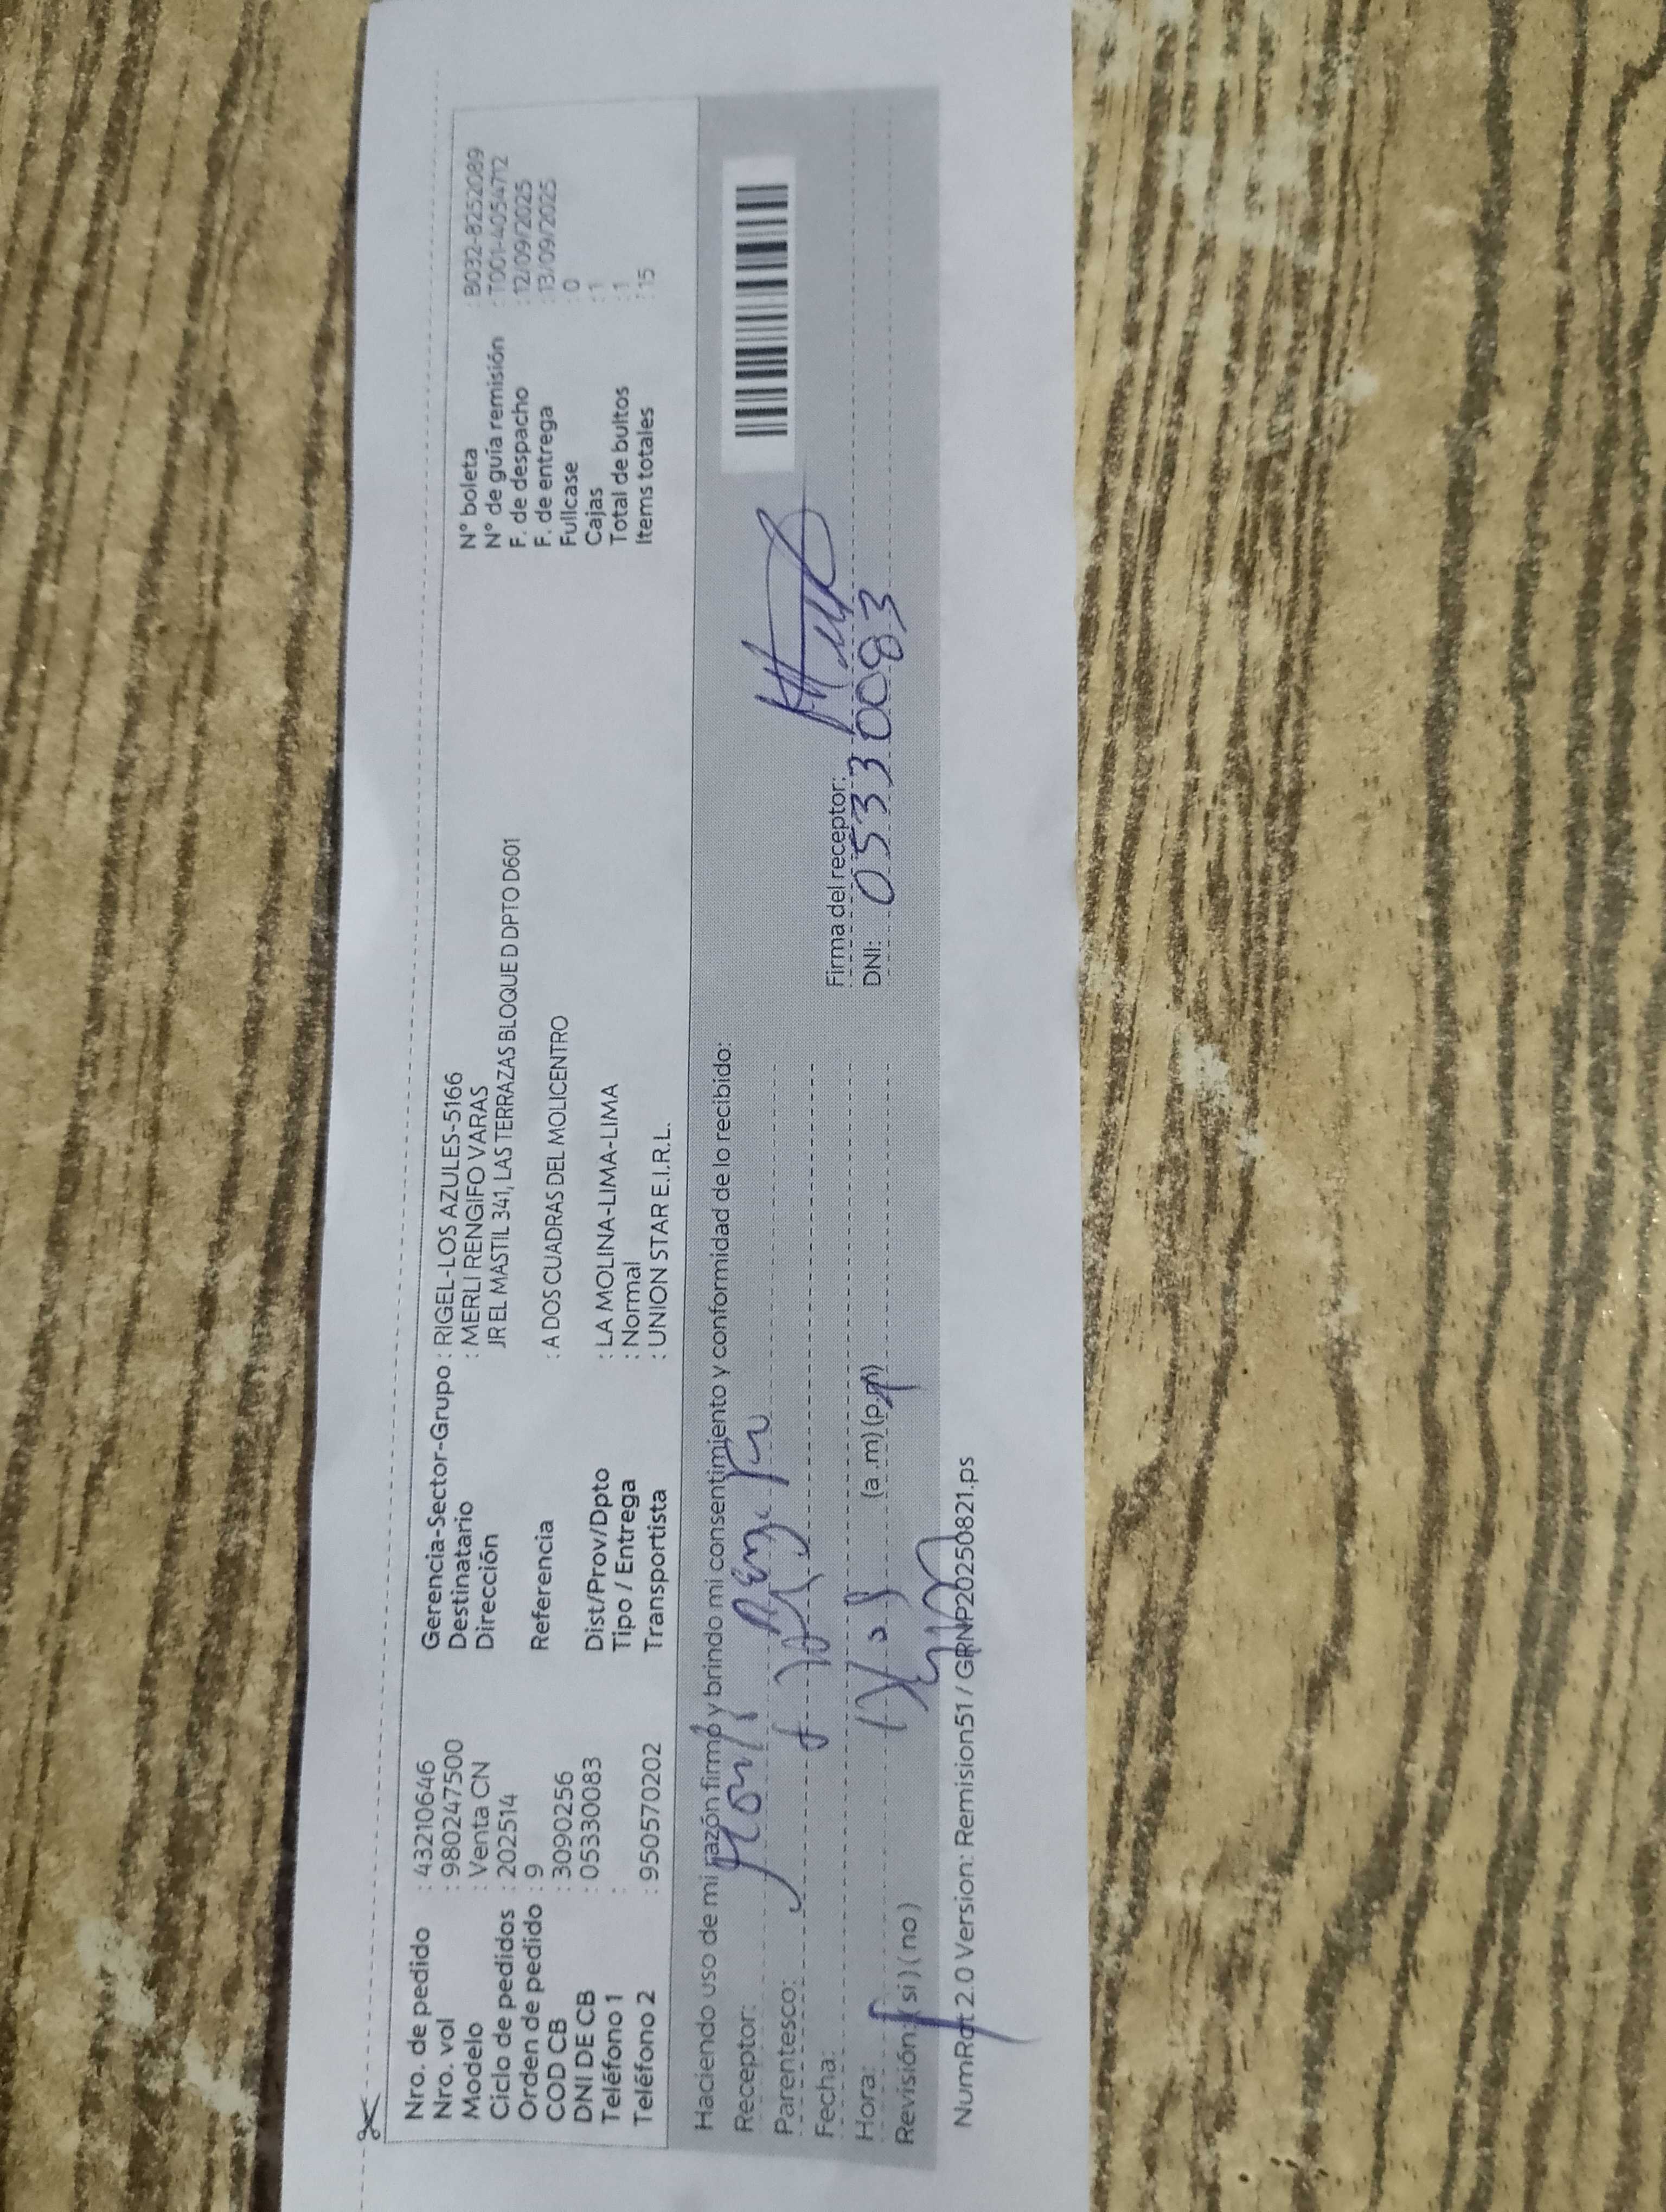 Nro. de pedido : 43210646
Nro. vol : 980247500
Modelo : Venta CN
Ciclo de pedidos : 202514
Orden de pedido : 9
COD CB : 3090256
DNI DE CB : 05330083
Teléfono 1 :
Teléfono 2 : 950570202
Gerencia-Sector-Grupo : RIGEL-LOS AZULES-5166
Destinatario : MERLI RENGIFO VARAS
Dirección JR EL MASTIL 341, LAS TERRAZAS BLOQUE D DPTO D601
Referencia : A DOS CUADRAS DEL MOLICENTRO
Dist/Prov/Dpto : LA MOLINA-LIMA-LIMA
Tipo / Entrega : Normal
Transportista : UNION STAR E.I.R.L.
N° boleta : B032-8252089
N° de guía remisión : T001-4054712
F. de despacho : 12/09/2025
F. de entrega : 13/09/2025
Fullcase : 0
Cajas : 1
Total de bultos : 1
Items totales : 15
Haciendo uso de mi razón firmo y brindo mi consentimiento y conformidad de lo recibido:
Receptor:
Parentesco:
Fecha:
Hora: (a .m) (p.m)
Revisión: (si) (no)
Firma del receptor:
DNI: 05330083
NumRot 2.0 Version: Remision51 / GRNP20250821.ps